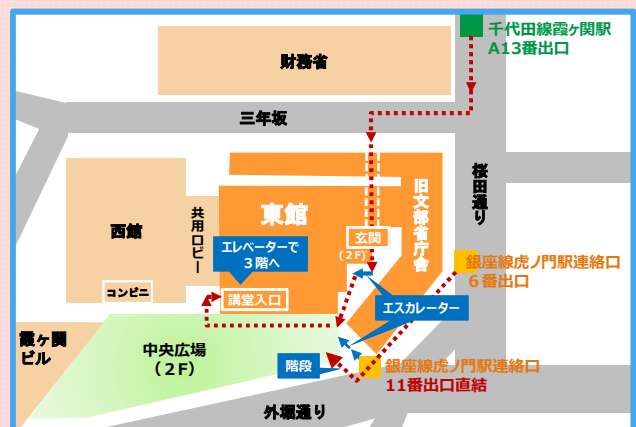 千代田線霞ヶ関駅
A13番出口
財務省
三年坂
桜田通り
旧文部省庁舎
東館
西館
共用ロビー
玄関
(2F)
エレベーターで
3階へ
銀座線虎ノ門駅連絡口
6番出口
コンビニ
講堂入口
エスカレーター
霞ヶ関
ビル
中央広場
(2F)
階段
銀座線虎ノ門駅連絡口
11番出口直結
外堀通り